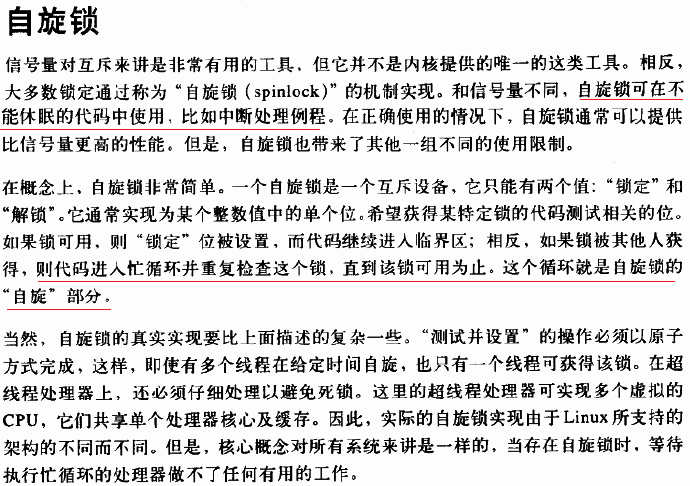 自旋锁
信号量对互斥来讲是非常有用的工具，但它并不是内核提供的唯一的这类工具。相反，
大多数锁定通过称为“自旋锁（spinlock）”的机制实现。和信号量不同，自旋锁可在不
能休眠的代码中使用，比如中断处理例程。在正确使用的情况下，自旋锁通常可以提供
比信号量更高的性能。但是，自旋锁也带来了其他一组不同的使用限制。
在概念上，自旋锁非常简单。一个自旋锁是一个互斥设备，它只能有两个值：“锁定”和
“解锁”。它通常实现为某个整数值中的单个位。希望获得某特定锁的代码测试相关的位。
如果锁可用，则“锁定”位被设置，而代码继续进入临界区；相反，如果锁被其他人获
得，则代码进入忙循环并重复检查这个锁，直到该锁可用为止。这个循环就是自旋锁的
“自旋”部分。
当然，自旋锁的真实实现要比上面描述的复杂一些。“测试并设置”的操作必须以原子
方式完成，这样，即使有多个线程在给定时间自旋，也只有一个线程可获得该锁。在超
线程处理器上，还必须仔细处理以避免死锁。这里的超线程处理器可实现多个虚拟的
CPU，它们共享单个处理器核心及缓存。因此，实际的自旋锁实现由于Linux所支持的
架构的不同而不同。但是，核心概念对所有系统来讲是一样的，当存在自旋锁时，等待
执行忙循环的处理器做不了任何有用的工作。